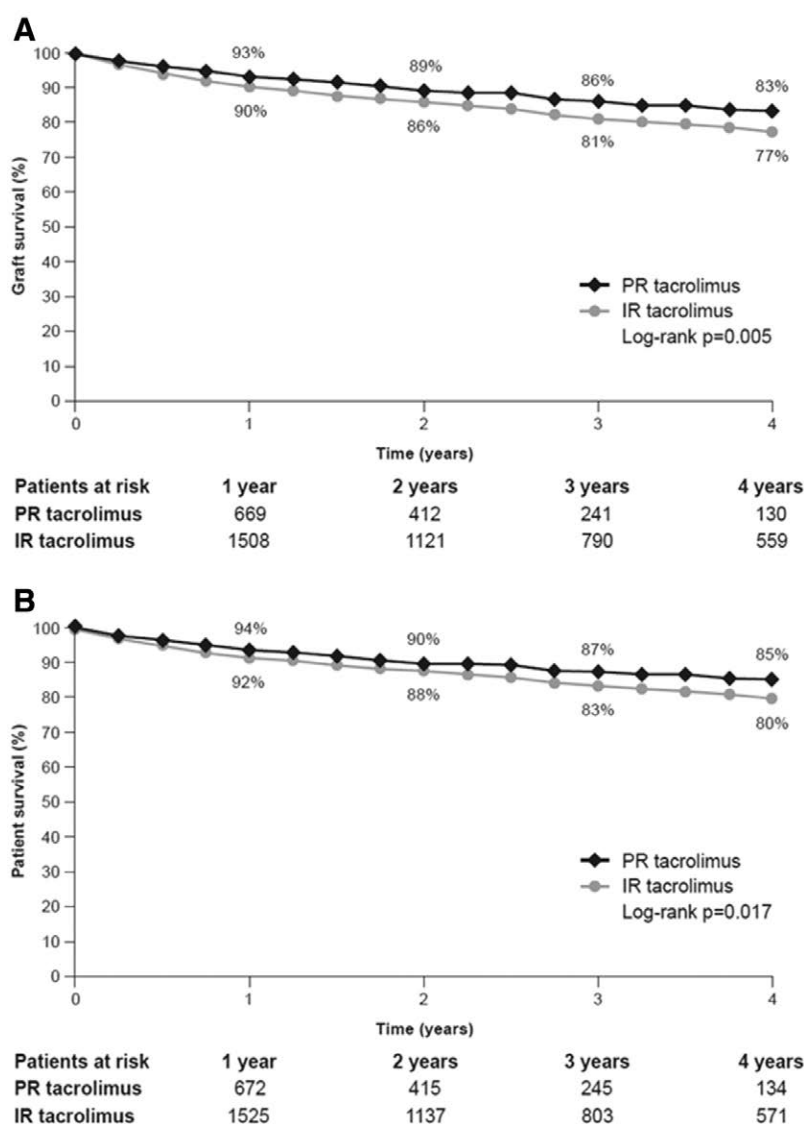 A
100
90
80
70
60
50
40
30
20
10
0
Graft survival (%)
93%
89%
86%
83%
90%
86%
81%
77%
PR tacrolimus
IR tacrolimus
Log-rank p=0.005
0 1 2 3 4
Time (years)
Patients at risk 1 year 2 years 3 years 4 years
PR tacrolimus 669 412 241 130
IR tacrolimus 1508 1121 790 559
B
100
90
80
70
60
50
40
30
20
10
0
Patient survival (%)
94%
90%
87%
85%
92%
88%
83%
80%
PR tacrolimus
IR tacrolimus
Log-rank p=0.017
0 1 2 3 4
Time (years)
Patients at risk 1 year 2 years 3 years 4 years
PR tacrolimus 672 415 245 134
IR tacrolimus 1525 1137 803 571